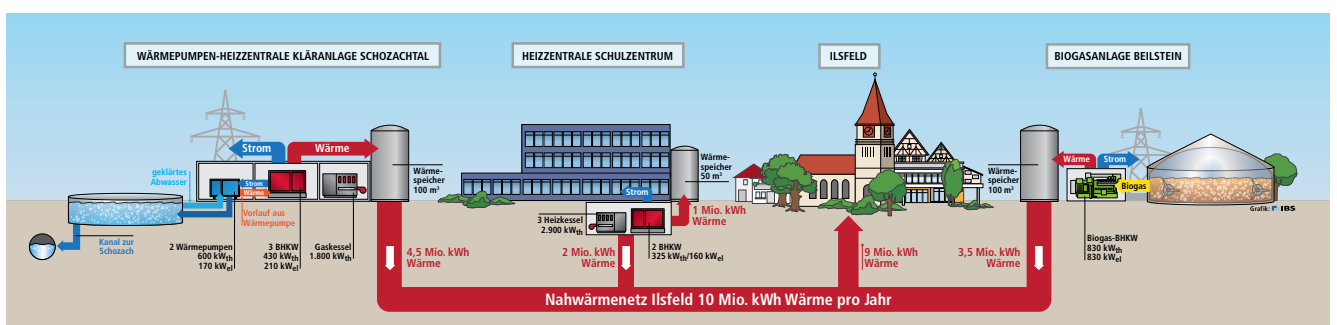 WÄRMEPUMPEN-HEIZZENTRALE KLÄRANLAGE SCHOZACHTAL
HEIZZENTRALE SCHULZENTRUM
ILSFELD
BIOGASANLAGE BEILSTEIN
Strom
Wärme
geklärtes
Abwasser
Strom
Wärme
Vorlauf aus
Wärmepumpe
Kanal zur
Schozach
2 Wärmepumpen
600 kWth
170 kWel
3 BHKW
430 kWth
210 kWel
Gaskessel
1.800 kWth
Wärme-
speicher
100 m³
4,5 Mio. kWh
Wärme
Strom
3 Heizkessel
2.900 kWth
2 Mio. kWh
Wärme
2 BHKW
325 kWth/160 kWel
Wärme-
speicher
50 m³
1 Mio. kWh
Wärme
9 Mio. kWh
Wärme
Wärme-
speicher
100 m³
3,5 Mio. kWh
Wärme
Wärme
Strom
Biogas
Biogas-BHKW
830 kWth
830 kWel
Grafik: IBS
Nahwärmenetz Ilsfeld 10 Mio. kWh Wärme pro Jahr